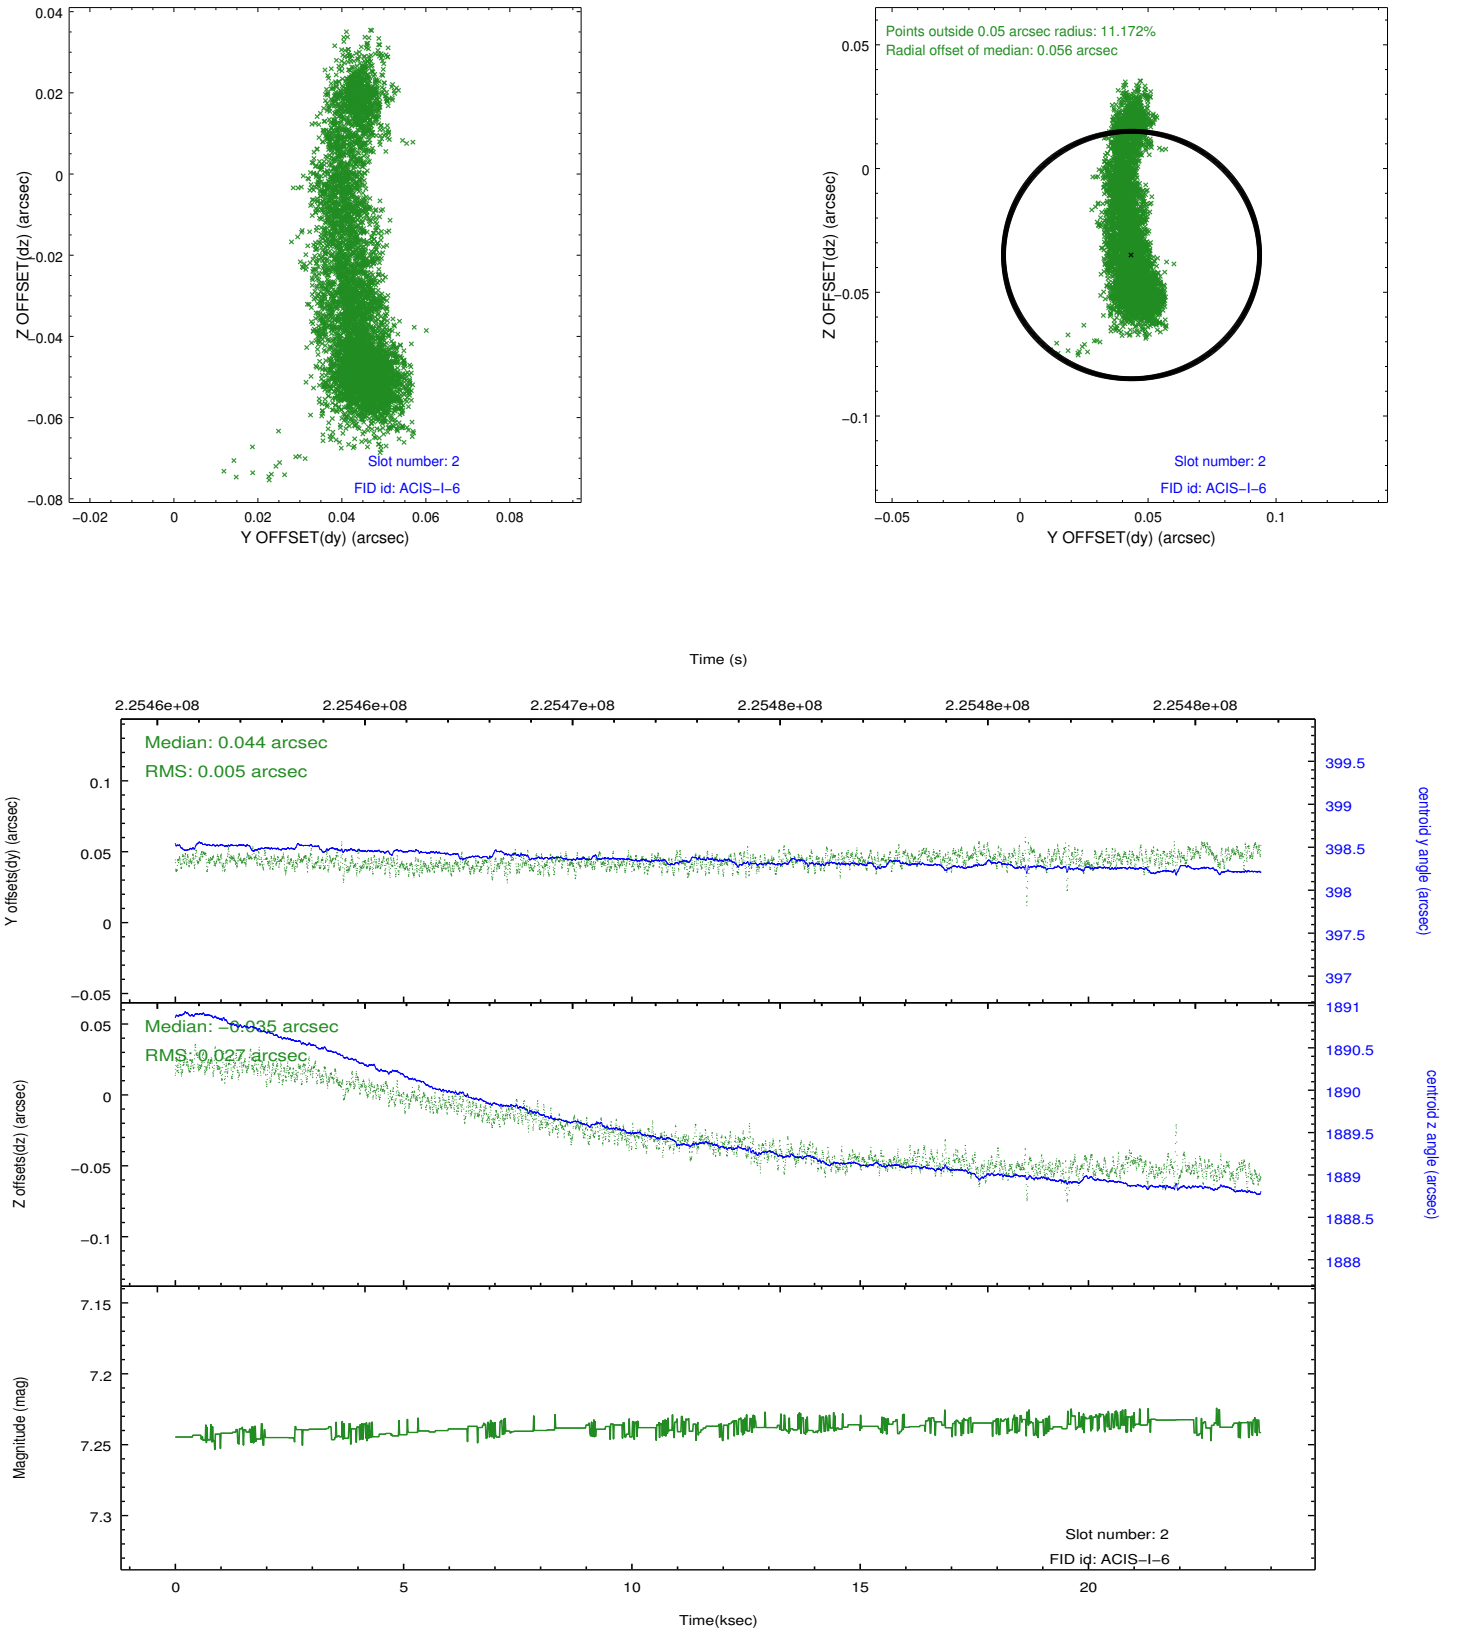 0.04
0.02
0
−0.02
−0.04
−0.06
−0.08
Z OFFSET(dz) (arcsec)
Slot number: 2
FID id: ACIS−I−6
−0.02 0 0.02 0.04 0.06 0.08
Y OFFSET(dy) (arcsec)
Points outside 0.05 arcsec radius: 11.172%
Radial offset of median: 0.056 arcsec
0.05
0
−0.05
−0.1
Z OFFSET(dz) (arcsec)
Slot number: 2
FID id: ACIS−I−6
−0.05 0 0.05 0.1
Y OFFSET(dy) (arcsec)
Time (s)
2.2546e+08 2.2546e+08 2.2547e+08 2.2548e+08 2.2548e+08 2.2548e+08
Median: 0.044 arcsec
RMS: 0.005 arcsec
0.1
0.05
0
−0.05
Y offsets(dy) (arcsec)
399.5
399
398.5
398
397.5
397
centroid y angle (arcsec)
Median: −0.035 arcsec
RMS: 0.027 arcsec
0.05
0
−0.05
−0.1
Z offsets(dz) (arcsec)
1891
1890.5
1890
1889.5
1889
1888.5
1888
centroid z angle (arcsec)
7.15
7.2
7.25
7.3
Magnitude (mag)
Slot number: 2
FID id: ACIS−I−6
0 5 10 15 20
Time(ksec)